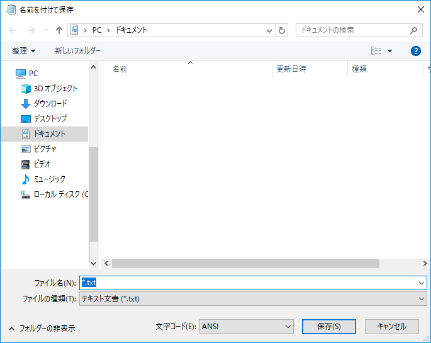 名前を付けて保存
PC > ドキュメント
ドキュメントの検索
整理
新しいフォルダー
名前 更新日時 種類
PC
3D オブジェクト
ダウンロード
デスクトップ
ドキュメント
ピクチャ
ビデオ
ミュージック
ローカル ディスク (C
ファイル名(N): *.txt
ファイルの種類(T): テキスト文書 (*.txt)
フォルダーの非表示 文字コード(E): ANSI 保存(S) キャンセル